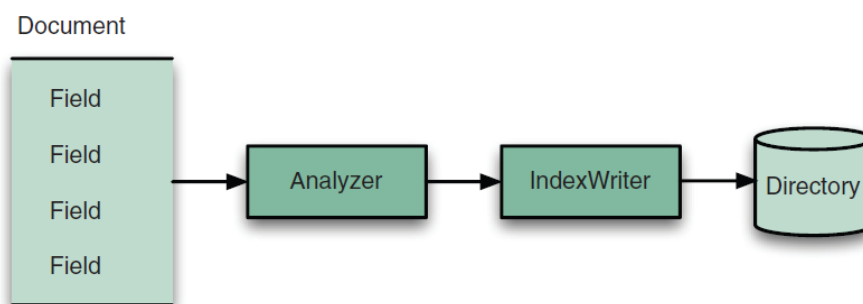 Document
Field
Field
Field
Field
Analyzer
IndexWriter
Directory